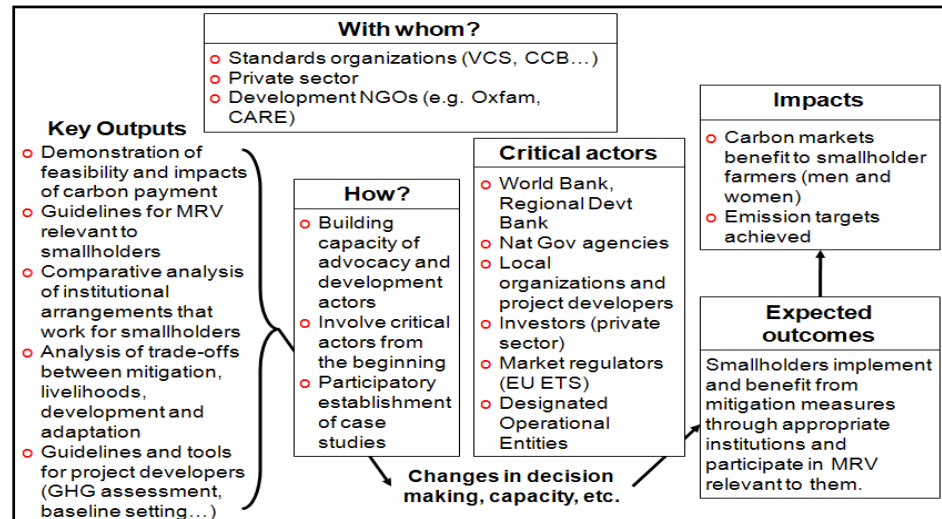 With whom?
o Standards organizations (VCS, CCB…)
o Private sector
o Development NGOs (e.g. Oxfam,
CARE)
Key Outputs
o Demonstration of
feasibility and impacts
of carbon payment
o Guidelines for MRV
relevant to
smallholders
o Comparative analysis
of institutional
arrangements that
work for smallholders
o Analysis of trade-offs
between mitigation,
livelihoods,
development and
adaptation
o Guidelines and tools
for project developers
(GHG assessment,
baseline setting…)
How?
o Building
capacity of
advocacy and
development
actors
o Involve critical
actors from
the beginning
o Participatory
establishment
of case
studies
Critical actors
o World Bank,
Regional Devt
Bank
o Nat Gov agencies
o Local
organizations and
project developers
o Investors (private
sector)
o Market regulators
(EU ETS)
o Designated
Operational
Entities
Changes in decision
making, capacity, etc.
Impacts
o Carbon markets
benefit to smallholder
farmers (men and
women)
o Emission targets
achieved
Expected
outcomes
Smallholders implement
and benefit from
mitigation measures
through appropriate
institutions and
participate in MRV
relevant to them.